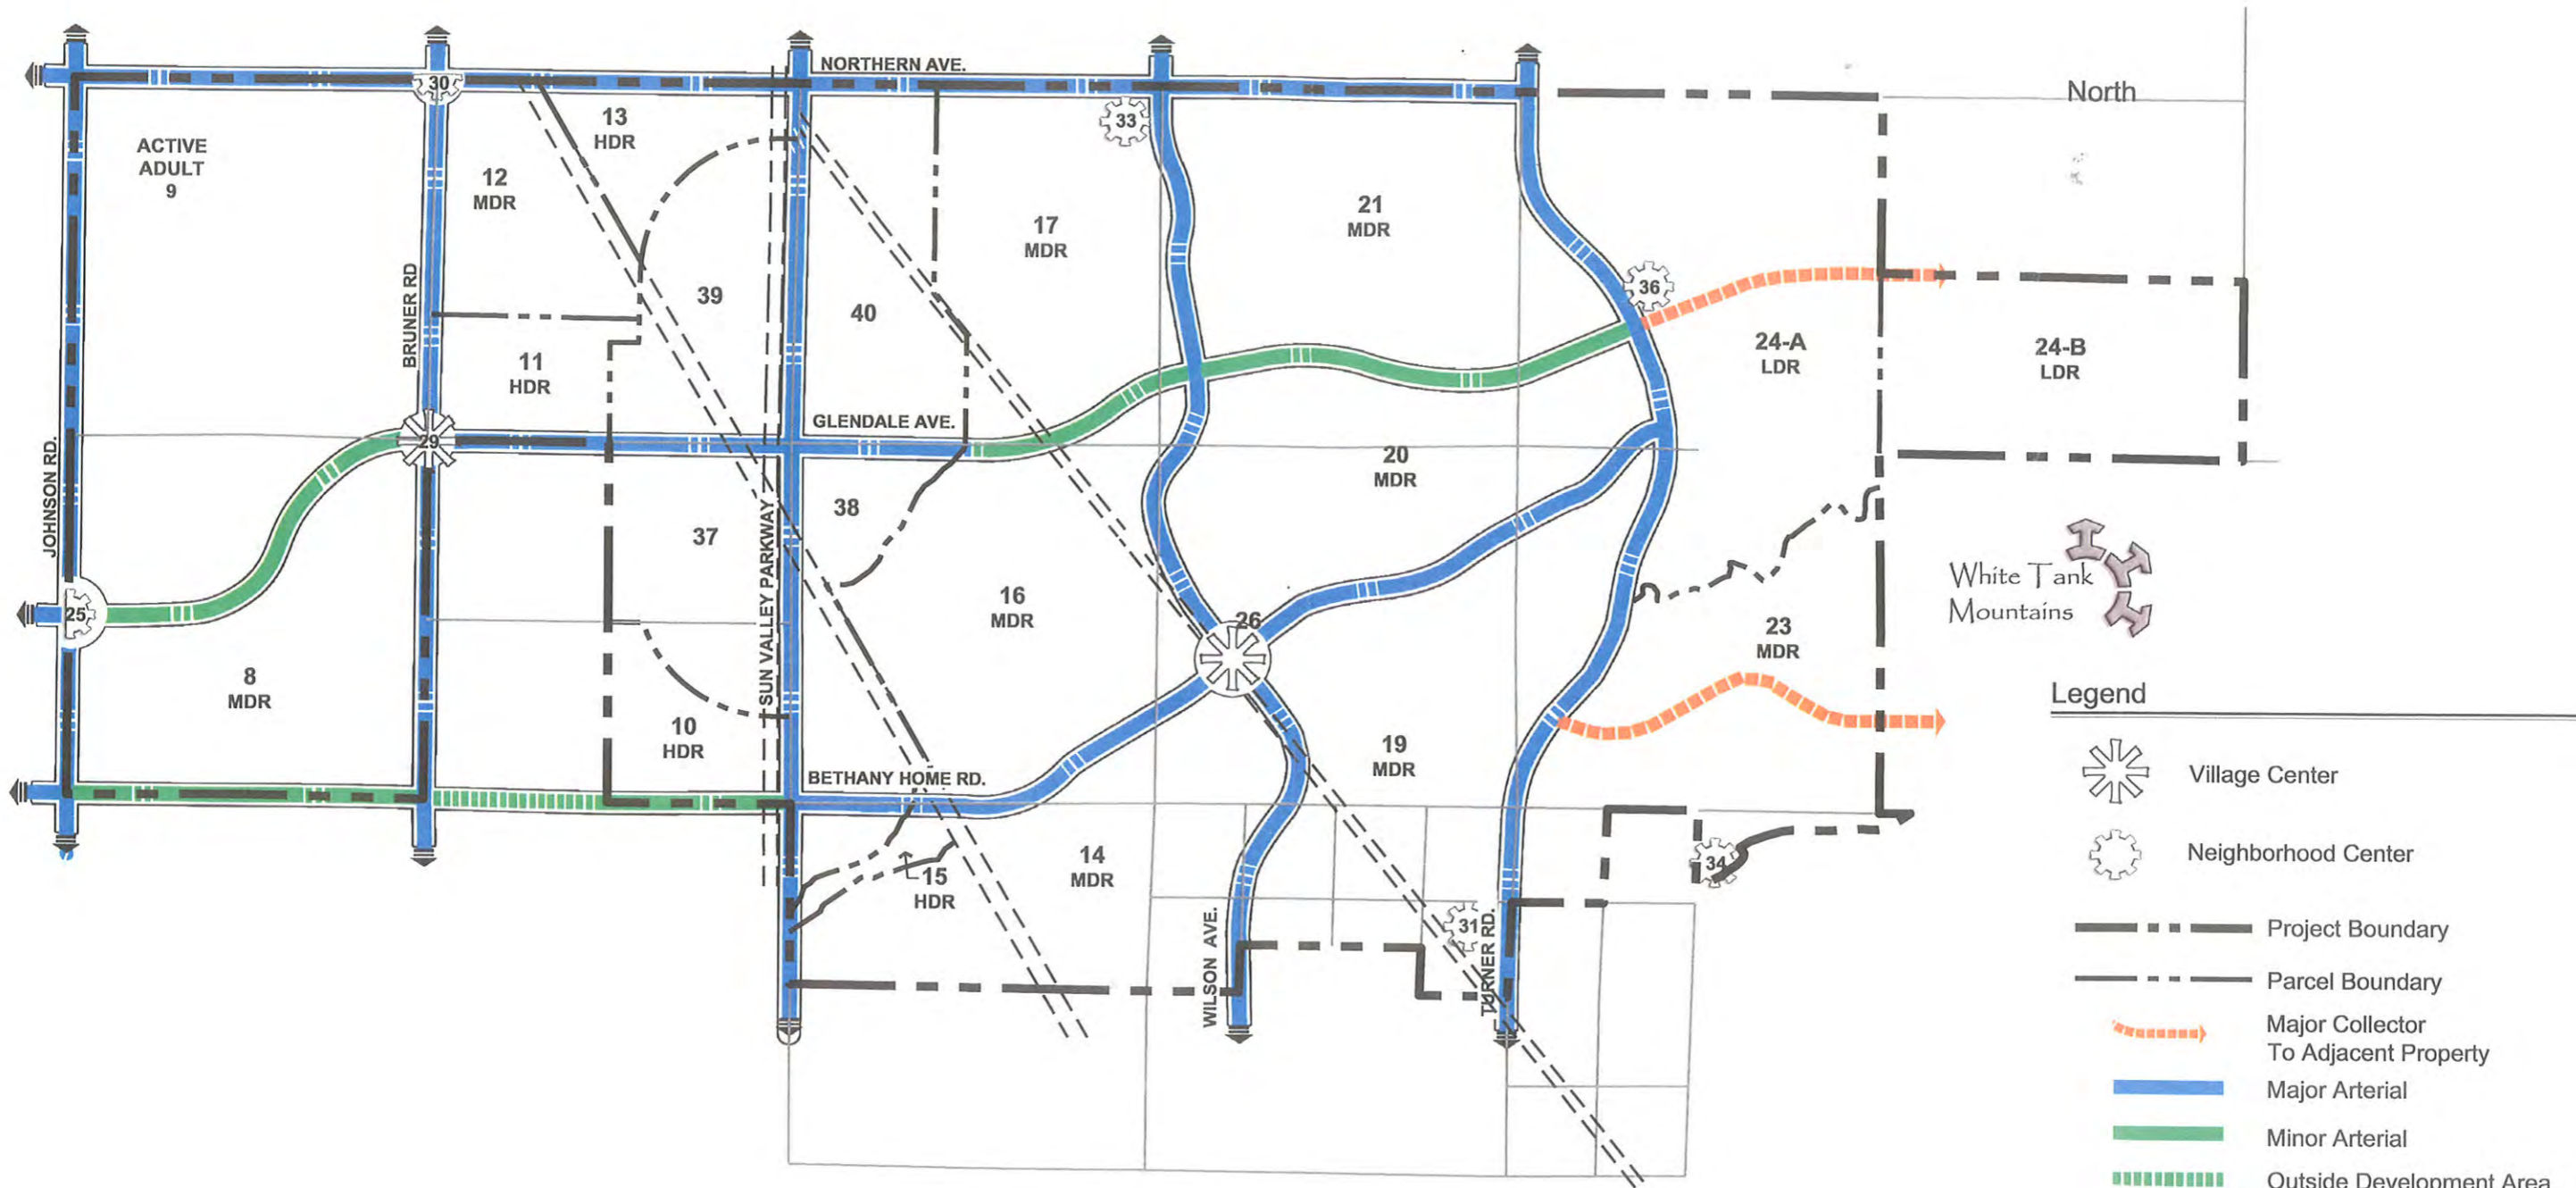 NORTHERN AVE.
North
30
33
13
HDR
ACTIVE
ADULT
9
12
MDR
17
MDR
21
MDR
36
39
40
BRUNER RD
24-A
LDR
24-B
LDR
11
HDR
GLENDALE AVE.
29
20
MDR
JOHNSON RD.
38
37
SUN VALLEY PARKWAY
White Tank
Mountains
25
16
MDR
26
23
MDR
8
MDR
Legend
10
HDR
19
MDR
BETHANY HOME RD.
Village Center
14
MDR
34
Neighborhood Center
15
HDR
WILSON AVE.
31
TURNER RD.
Project Boundary
Parcel Boundary
Major Collector
To Adjacent Property
Major Arterial
Minor Arterial
Outside Development Area